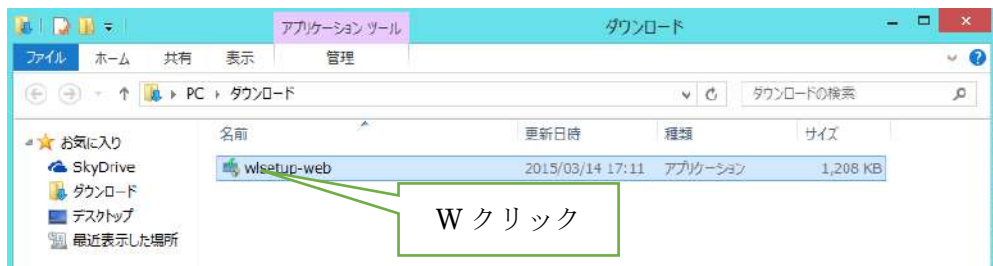 アプリケーション ツール ダウンロード
ファイル ホーム 共有 表示 管理
PC ダウンロード ダウンロードの検索
名前 更新日時 種類 サイズ
お気に入り
wlsetup-web 2015/03/14 17:11 アプリケーション 1,208 KB
SkyDrive
ダウンロード
デスクトップ
最近表示した場所
W クリック